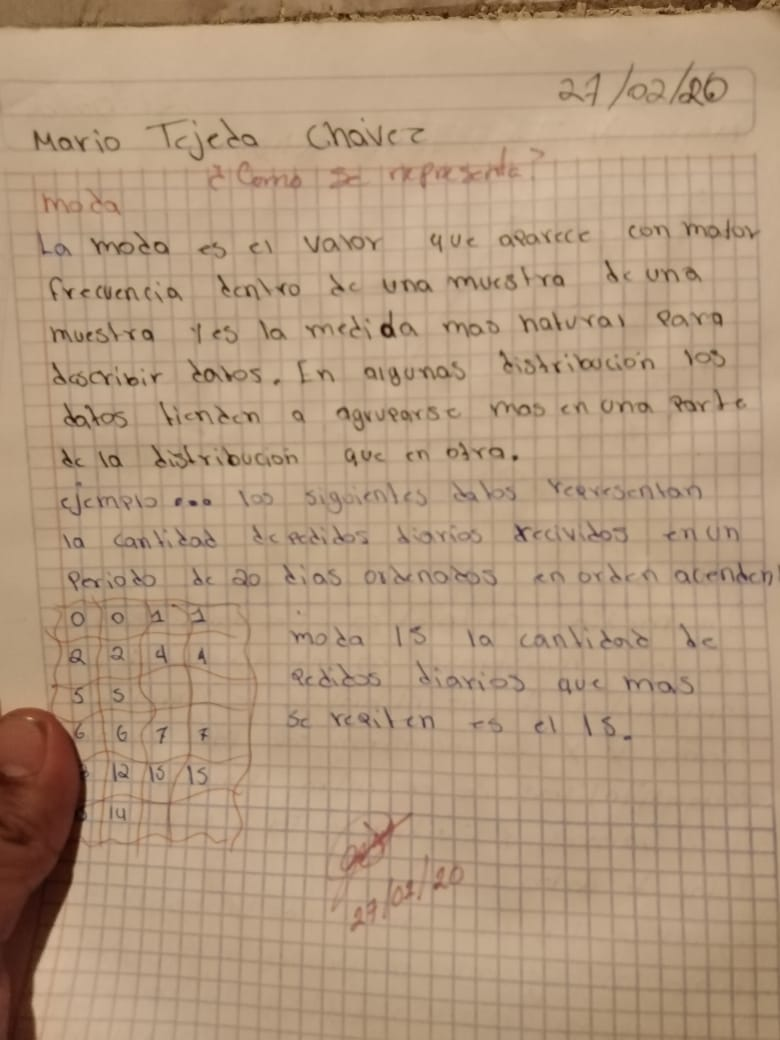 27/02/20
Mario Tejeda Chavez
¿Como se representa?
moda
La moda es el valor que aparece con mallor
frecuencia dentro de una muestra de una
muestra y es la medida mas natural para
describir datos. En algunas distribucion los
datos tienden a agruparse mas en una parte
de la distribucion que en otra.
ejemplo... los siguientes datos representan
la cantidad de pedidos diarios recividos en un
Periodo de 20 dias ordenados en orden acenden
0 0 1 1
2 2 4 4
5 5
6 6 7 7
12 15 15
14
moda 15 la cantidad de
pedidos diarios que mas
se repiten es el 15.
27/02/20